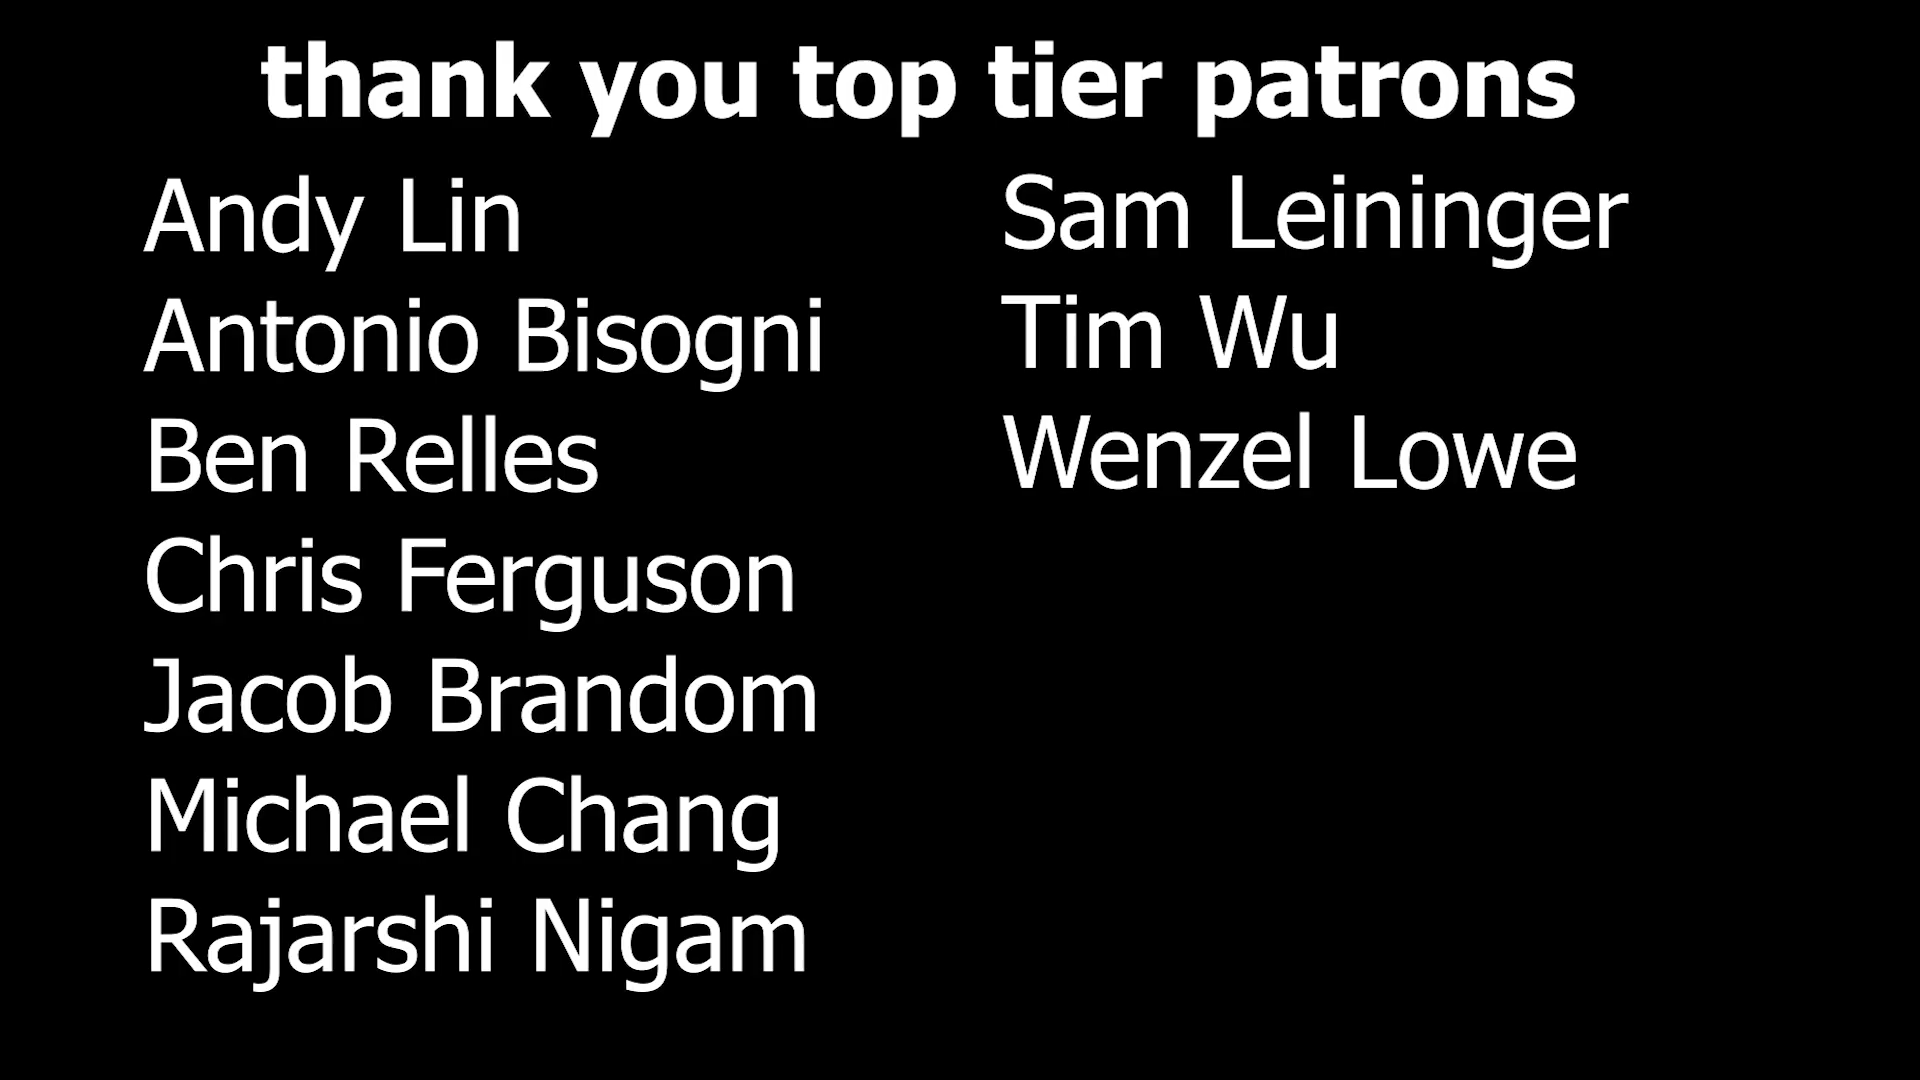 thank you top tier patrons
Andy Lin
Antonio Bisogni
Ben Relles
Chris Ferguson
Jacob Brandom
Michael Chang
Rajarshi Nigam
Sam Leininger
Tim Wu
Wenzel Lowe